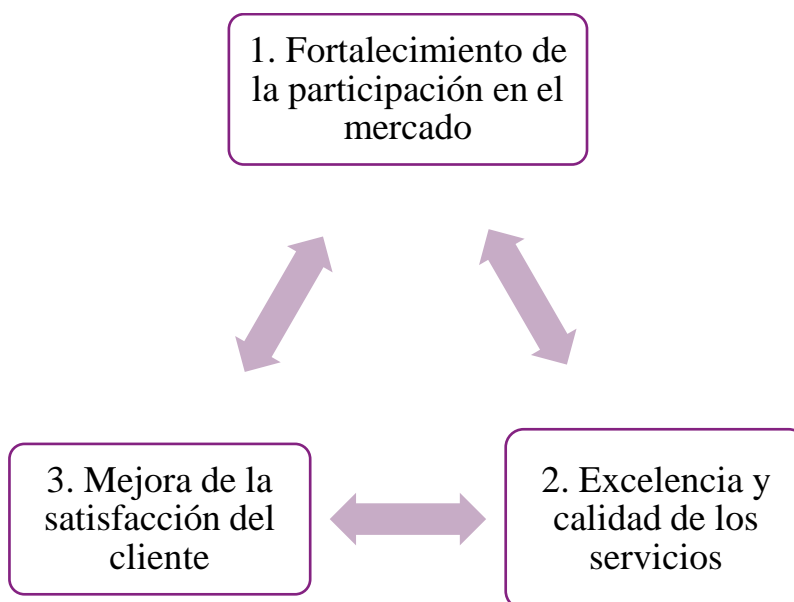 1. Fortalecimiento de
la participación en el
mercado
3. Mejora de la
satisfacción del
cliente
2. Excelencia y
calidad de los
servicios